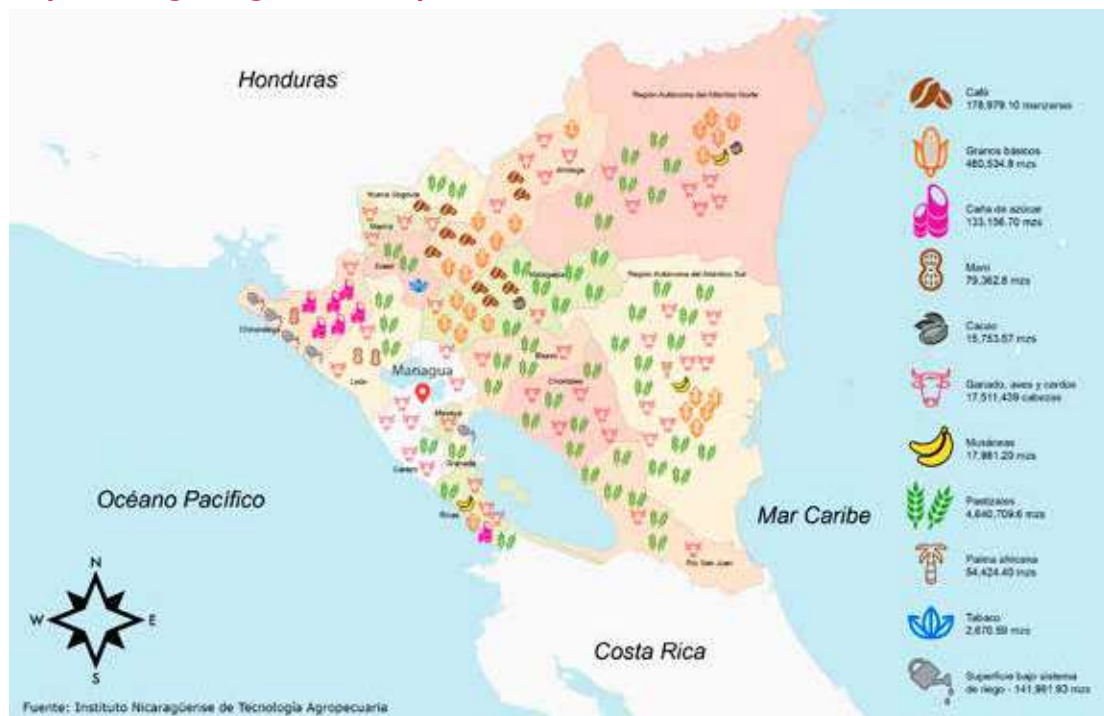 Honduras
Región Autónoma del Atlántico Norte
Jinotega
Nueva Segovia
Madriz
Estelí
Matagalpa
Región Autónoma del Atlántico Sur
Chinandega
León
Managua
Boaco
Chontales
Masaya
Granada
Carazo
Rivas
Río San Juan
Océano Pacífico
Mar Caribe
Costa Rica
N
W
E
S
Café
178,979.10 manzanas
Granos básicos
Caña de azúcar
133,156.70 mzs
Maní
79,362.8 mzs
Cacao
15,753.57 mzs
Ganado, aves y cerdos
17,511,439 cabezas
Musáceas
17,981.20 mzs
Pastizales
4,640,709.6 mzs
Palma africana
54,424.40 mzs
Tabaco
2,670.59 mzs
Superficie bajo sistema
de riego - 141,981.93 mzs
Fuente: Instituto Nicaragüense de Tecnología Agropecuaria